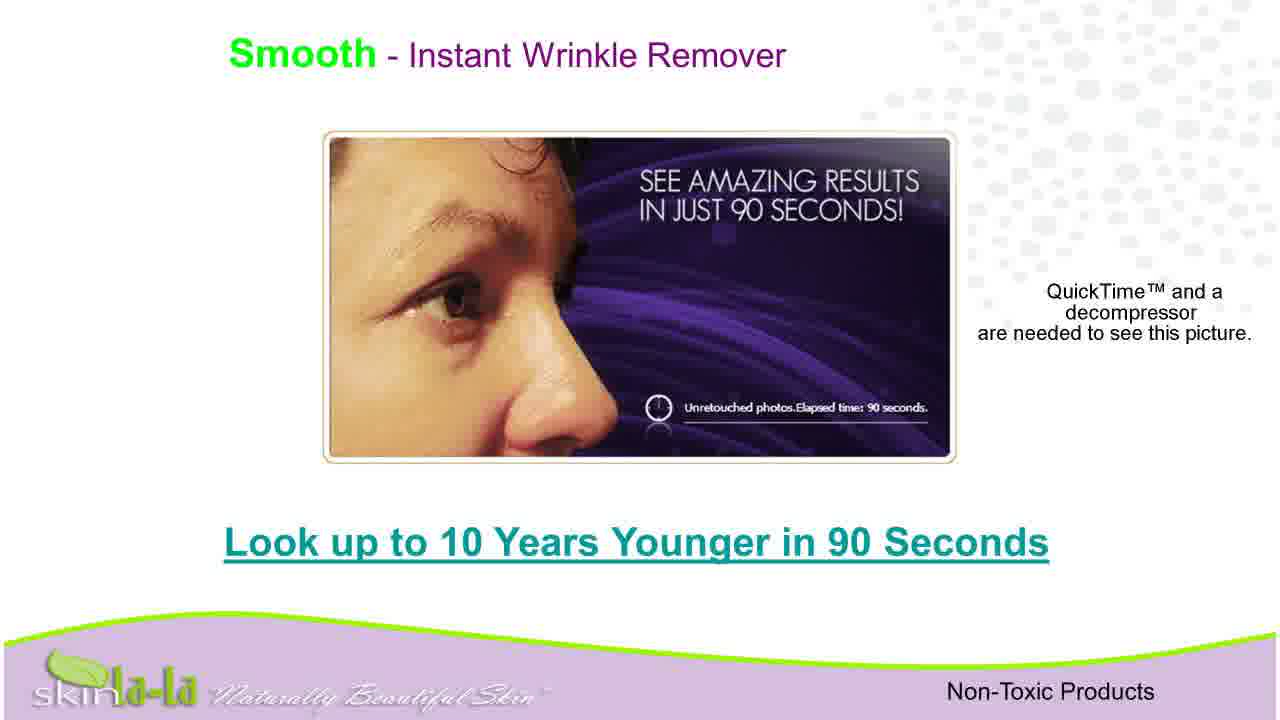 Smooth - Instant Wrinkle Remover
SEE AMAZING RESULTS
IN JUST 90 SECONDS!
QuickTime™ and a
decompressor
are needed to see this picture.
Unretouched photos.Elapsed time: 90 seconds.
Look up to 10 Years Younger in 90 Seconds
skin la-la Naturally Beautiful Skin™
Non-Toxic Products